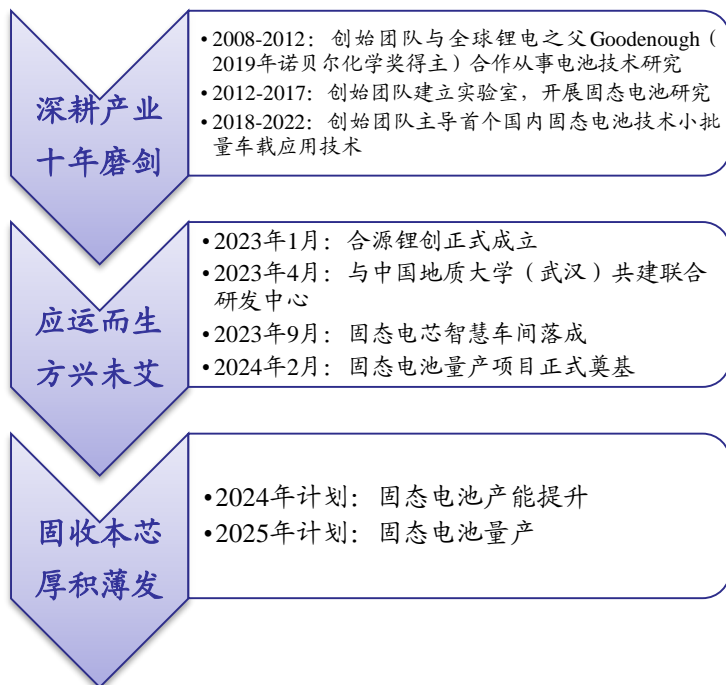 深耕产业
十年磨剑
•2008-2012：创始团队与全球锂电之父Goodenough（
2019年诺贝尔化学奖得主）合作从事电池技术研究
•2012-2017：创始团队建立实验室，开展固态电池研究
•2018-2022：创始团队主导首个国内固态电池技术小批
量车载应用技术
应运而生
方兴未艾
•2023年1月：合源锂创正式成立
•2023年4月：与中国地质大学（武汉）共建联合
研发中心
•2023年9月：固态电芯智慧车间落成
•2024年2月：固态电池量产项目正式奠基
固收本芯
厚积薄发
•2024年计划：固态电池产能提升
•2025年计划：固态电池量产